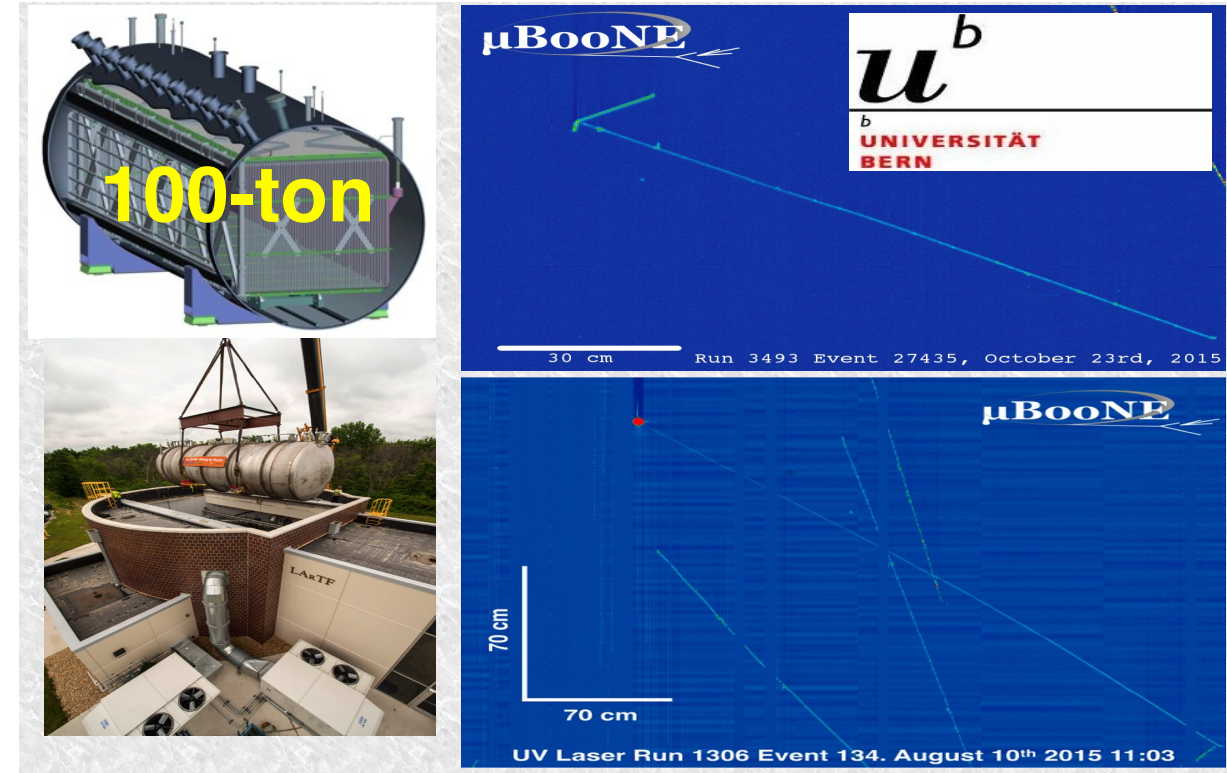 100-ton
LArTF
µBooNE
u
b
b
UNIVERSITÄT
BERN
30 cm
Run 3493 Event 27435, October 23rd, 2015
µBooNE
70 cm
70 cm
UV Laser Run 1306 Event 134. August 10th 2015 11:03